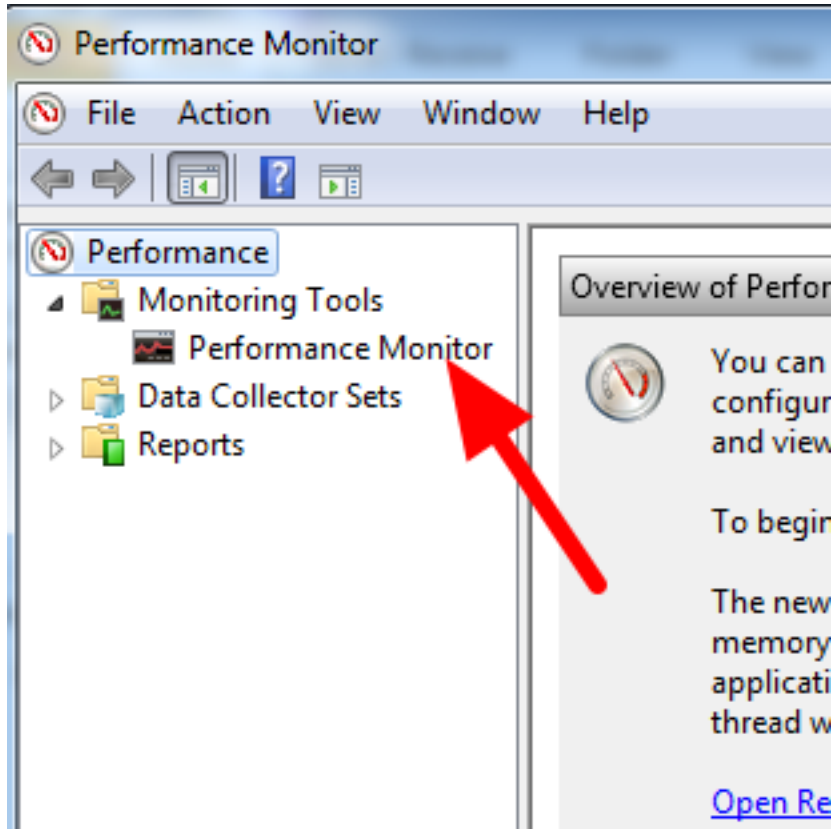 Performance Monitor
File Action View Window Help
Performance
Monitoring Tools
Performance Monitor
Data Collector Sets
Reports
Overview of Perfor
You can
configur
and view
To begin
The new
memory
applicati
thread w
Open Re